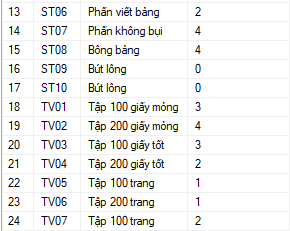 13 ST06 Phấn viết bảng 2
14 ST07 Phấn không bụi 4
15 ST08 Bông bảng 4
16 ST09 Bút lông 0
17 ST10 Bút lông 0
18 TV01 Tập 100 giấy mỏng 3
19 TV02 Tập 200 giấy mỏng 4
20 TV03 Tập 100 giấy tốt 3
21 TV04 Tập 200 giấy tốt 2
22 TV05 Tập 100 trang 1
23 TV06 Tập 200 trang 1
24 TV07 Tập 100 trang 2